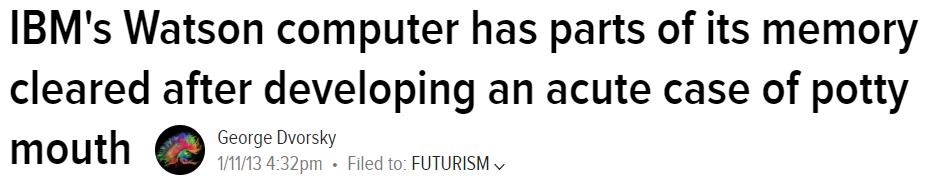 IBM's Watson computer has parts of its memory
cleared after developing an acute case of potty
mouth
George Dvorsky
1/11/13 4:32pm • Filed to: FUTURISM